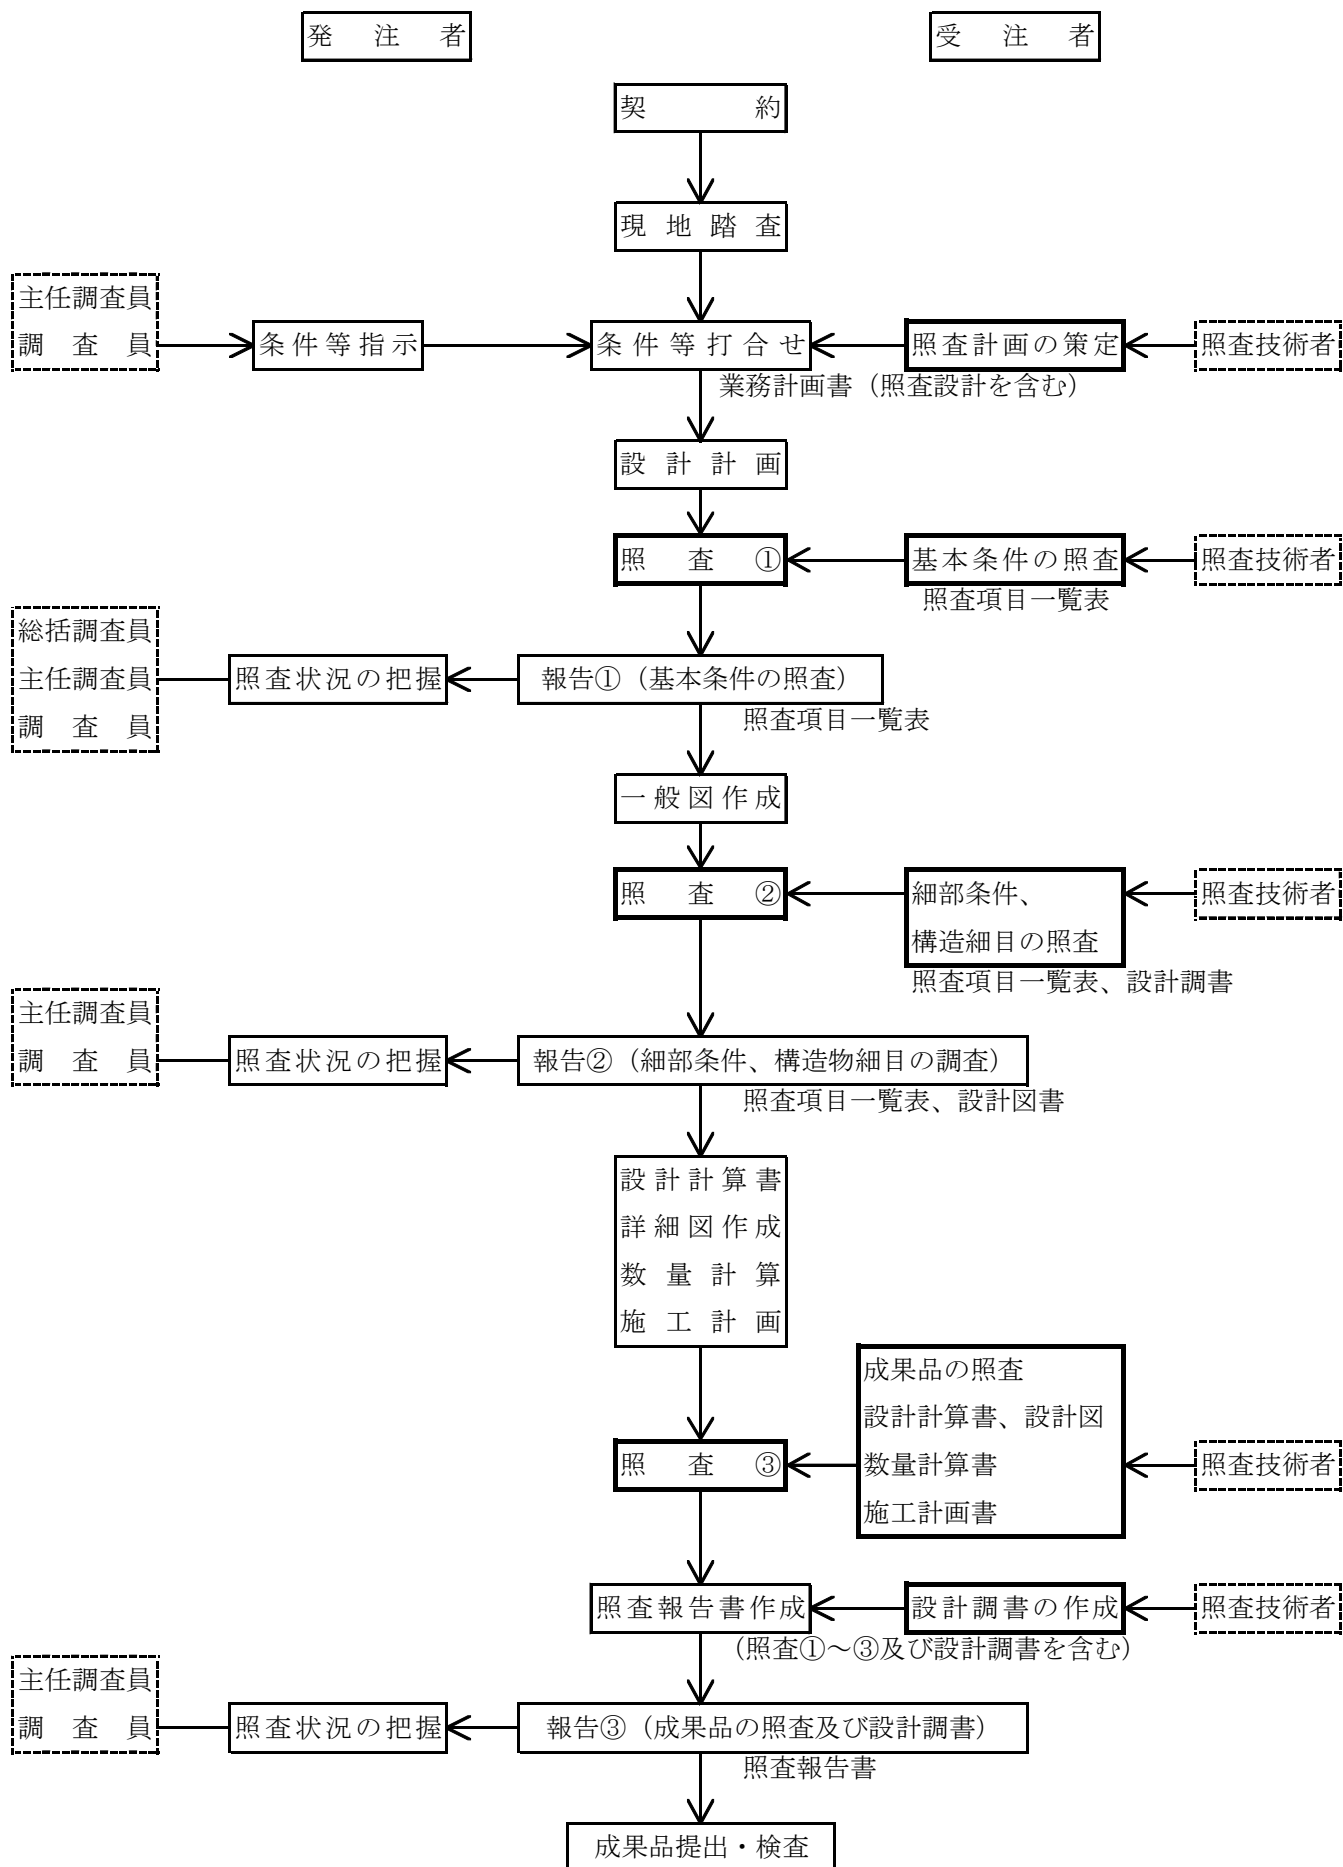 発注者
受注者
契約
現地踏査
主任調査員
調査員
条件等指示
条件等打合せ
照査計画の策定
照査技術者
業務計画書（照査設計を含む）
設計計画
照査①
基本条件の照査
照査技術者
照査項目一覧表
総括調査員
主任調査員
調査員
照査状況の把握
報告①（基本条件の照査）
照査項目一覧表
一般図作成
照査②
細部条件、
構造細目の照査
照査技術者
照査項目一覧表、設計調書
主任調査員
調査員
照査状況の把握
報告②（細部条件、構造物細目の調査）
照査項目一覧表、設計図書
設計計算書
詳細図作成
数量計算
施工計画
照査③
成果品の照査
設計計算書、設計図
数量計算書
施工計画書
照査技術者
照査報告書作成
設計調書の作成
照査技術者
（照査①～③及び設計調書を含む）
主任調査員
調査員
照査状況の把握
報告③（成果品の照査及び設計調書）
照査報告書
成果品提出・検査